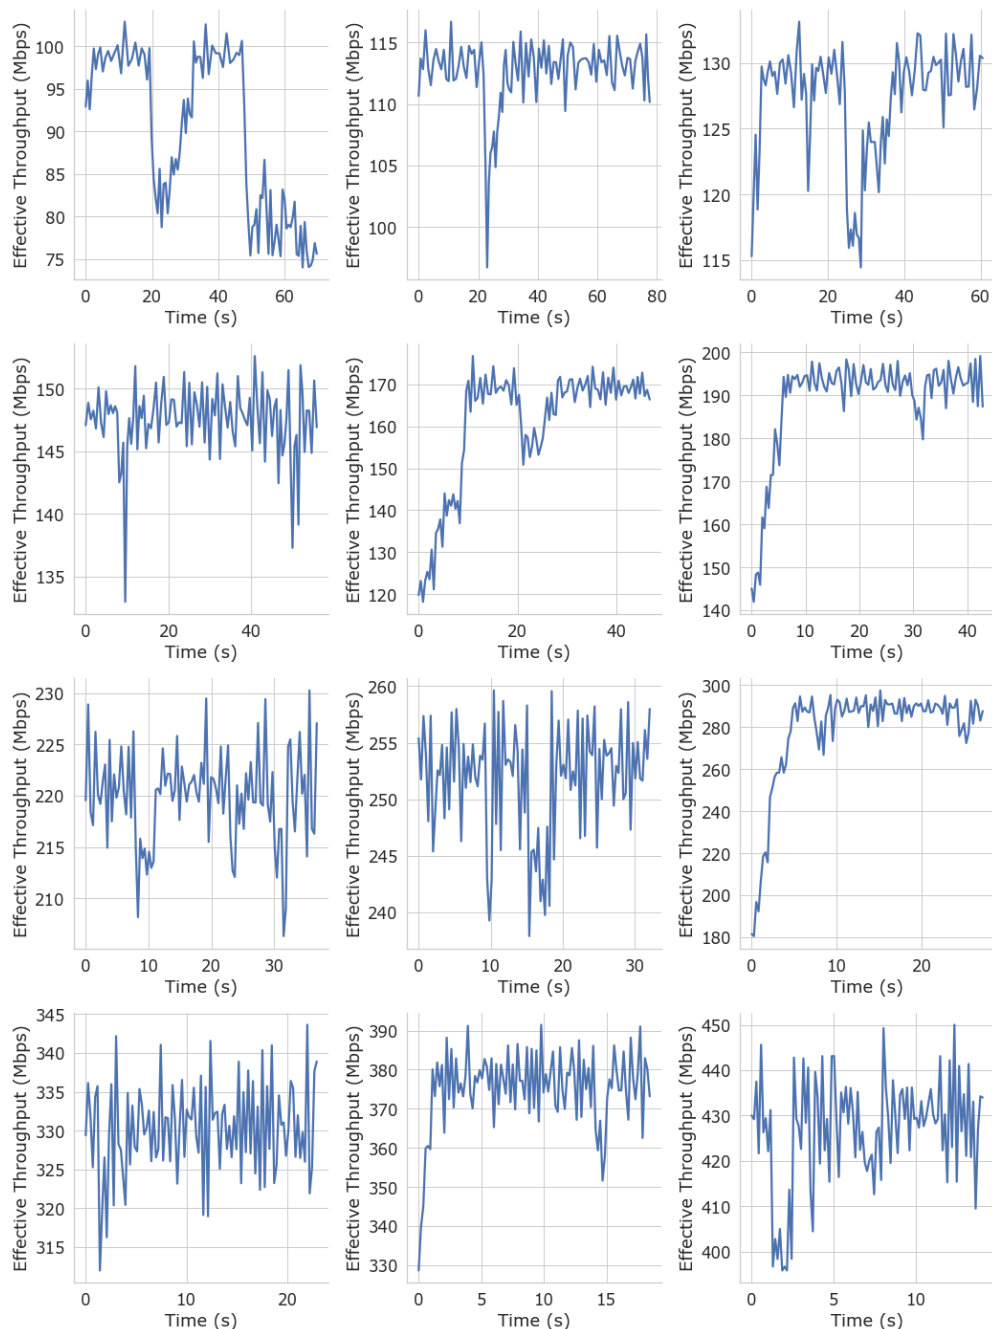 Effective Throughput (Mbps)
100
95
90
85
80
75
0 20 40 60
Time (s)
Effective Throughput (Mbps)
115
110
105
100
0 20 40 60 80
Time (s)
Effective Throughput (Mbps)
130
125
120
115
0 20 40 60
Time (s)
Effective Throughput (Mbps)
150
145
140
135
0 20 40
Time (s)
Effective Throughput (Mbps)
170
160
150
140
130
120
0 20 40
Time (s)
Effective Throughput (Mbps)
200
190
180
170
160
150
140
0 10 20 30 40
Time (s)
Effective Throughput (Mbps)
230
225
220
215
210
0 10 20 30
Time (s)
Effective Throughput (Mbps)
260
255
250
245
240
0 10 20 30
Time (s)
Effective Throughput (Mbps)
300
280
260
240
220
200
180
0 10 20
Time (s)
Effective Throughput (Mbps)
345
340
335
330
325
320
315
0 10 20
Time (s)
Effective Throughput (Mbps)
390
380
370
360
350
340
330
0 5 10 15
Time (s)
Effective Throughput (Mbps)
450
440
430
420
410
400
0 5 10
Time (s)